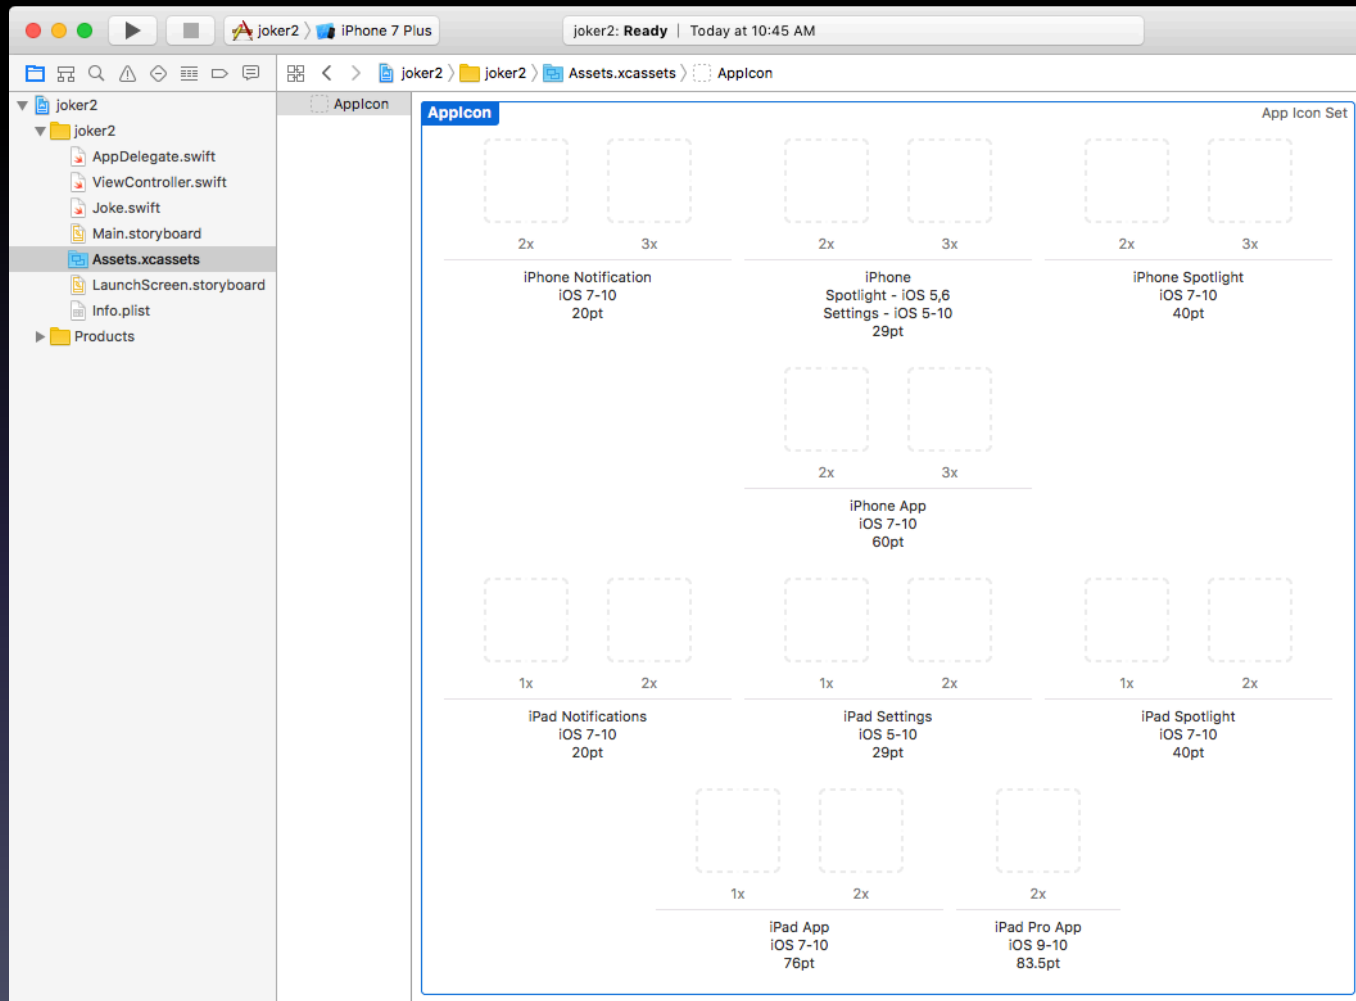 joker2 iPhone 7 Plus
joker2: Ready | Today at 10:45 AM
joker2 joker2 Assets.xcassets AppIcon
joker2
joker2
AppDelegate.swift
ViewController.swift
Joke.swift
Main.storyboard
Assets.xcassets
LaunchScreen.storyboard
Info.plist
Products
AppIcon
AppIcon App Icon Set
2x 3x 2x 3x 2x 3x
iPhone Notification
iOS 7-10
20pt
iPhone
Spotlight - iOS 5,6
Settings - iOS 5-10
29pt
iPhone Spotlight
iOS 7-10
40pt
2x 3x
iPhone App
iOS 7-10
60pt
1x 2x 1x 2x 1x 2x
iPad Notifications
iOS 7-10
20pt
iPad Settings
iOS 5-10
29pt
iPad Spotlight
iOS 7-10
40pt
1x 2x 2x
iPad App
iOS 7-10
76pt
iPad Pro App
iOS 9-10
83.5pt